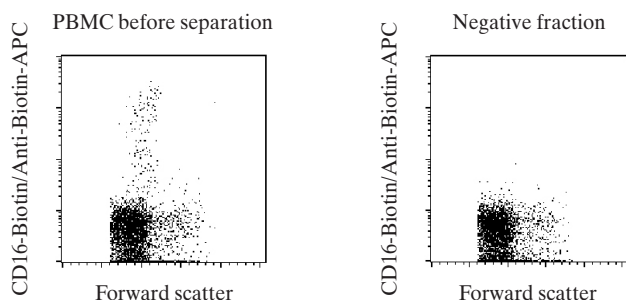 PBMC before separation
Negative fraction
CD16-Biotin/Anti-Biotin-APC
CD16-Biotin/Anti-Biotin-APC
Forward scatter
Forward scatter